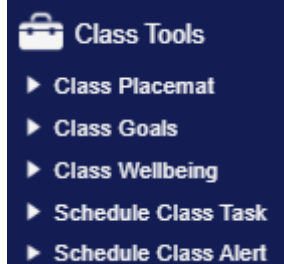 Class Tools
Class Placemat
Class Goals
Class Wellbeing
Schedule Class Task
Schedule Class Alert